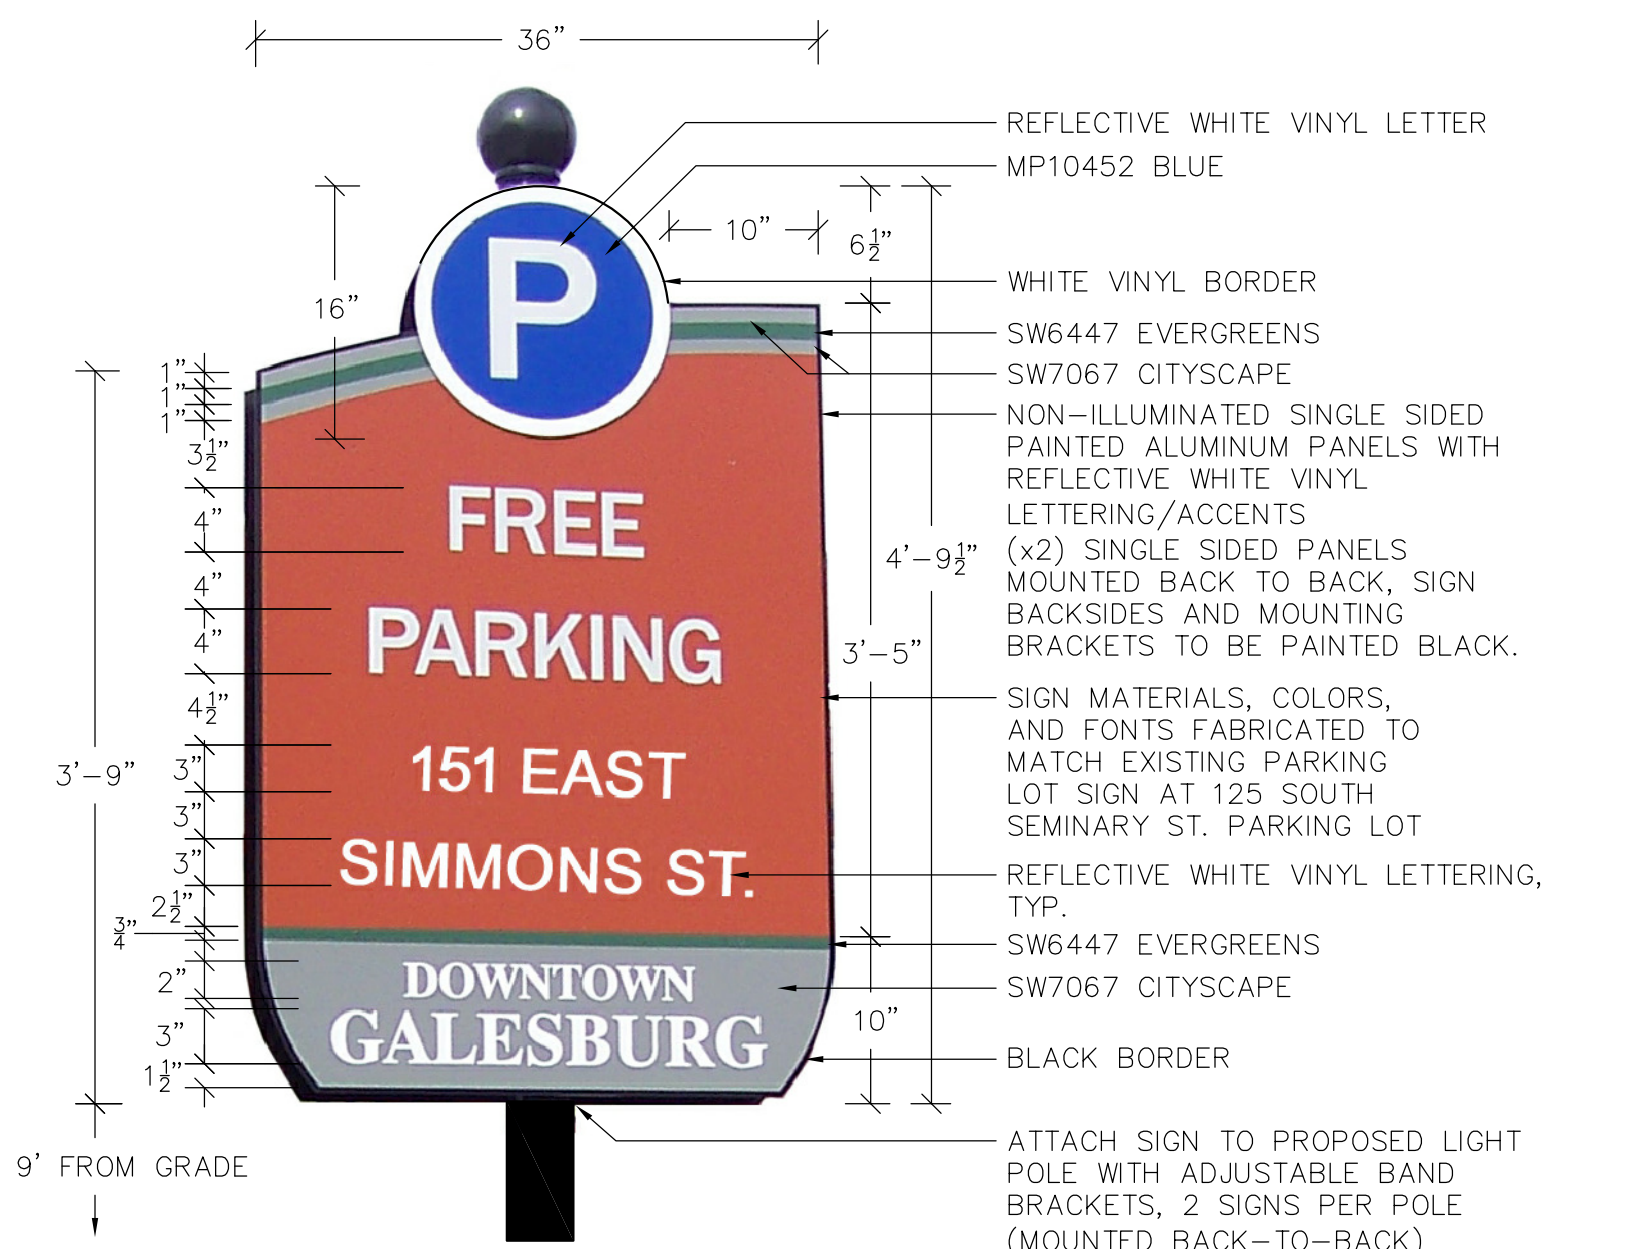 36”
REFLECTIVE WHITE VINYL LETTER
MP10452 BLUE
P
10”
6½”
16”
WHITE VINYL BORDER
SW6447 EVERGREENS
SW7067 CITYSCAPE
1”
1”
1”
3½”
4”
4”
4”
4½”
3”
3”
3”
2½”
¾”
2”
3”
1½”
3’–9”
9’ FROM GRADE
FREE
PARKING
151 EAST
SIMMONS ST.
DOWNTOWN
GALESBURG
4’–9½”
3’–5”
10”
NON–ILLUMINATED SINGLE SIDED
PAINTED ALUMINUM PANELS WITH
REFLECTIVE WHITE VINYL
LETTERING/ACCENTS
(x2) SINGLE SIDED PANELS
MOUNTED BACK TO BACK, SIGN
BACKSIDES AND MOUNTING
BRACKETS TO BE PAINTED BLACK.
SIGN MATERIALS, COLORS,
AND FONTS FABRICATED TO
MATCH EXISTING PARKING
LOT SIGN AT 125 SOUTH
SEMINARY ST. PARKING LOT
REFLECTIVE WHITE VINYL LETTERING,
TYP.
SW6447 EVERGREENS
SW7067 CITYSCAPE
BLACK BORDER
ATTACH SIGN TO PROPOSED LIGHT
POLE WITH ADJUSTABLE BAND
BRACKETS, 2 SIGNS PER POLE
(MOUNTED BACK–TO–BACK)